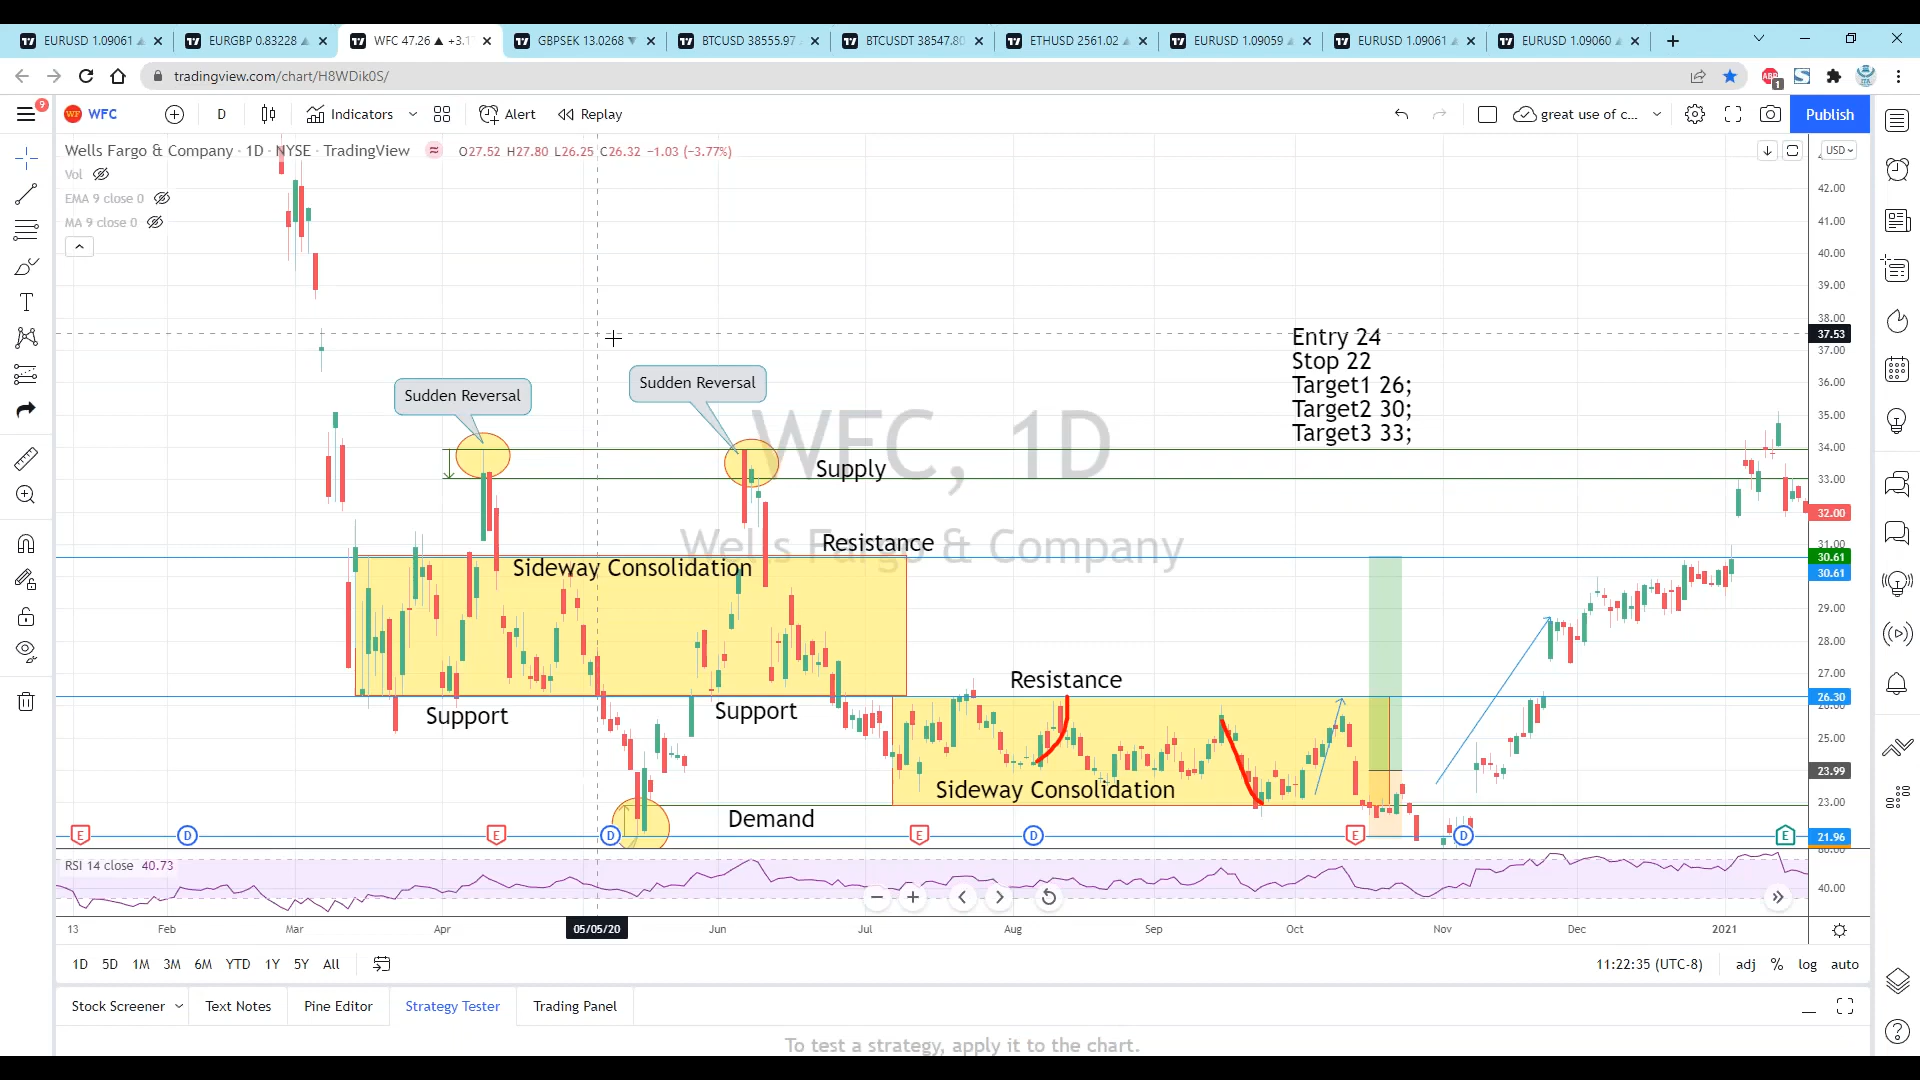 EURUSD 1.09061
EURGBP 0.83228
WFC 47.26 ▲ +3.1
GBPSEK 13.0268 ▼
BTCUSD 38555.97
BTCUSDT 38547.80
ETHUSD 2561.02
EURUSD 1.09059
EURUSD 1.09061
EURUSD 1.09060
tradingview.com/chart/H8WDik0S/
9
WFC
D
Indicators
Alert
Replay
great use of c...
Publish
Wells Fargo & Company · 1D · NYSE · TradingView
O27.52 H27.80 L26.25 C26.32 −1.03 (−3.77%)
USD
Vol
EMA 9 close 0
MA 9 close 0
42.00
41.00
40.00
39.00
38.00
37.53
37.00
36.00
35.00
34.00
33.00
32.00
31.00
30.61
30.61
29.00
28.00
27.00
26.30
26.00
25.00
23.99
23.00
21.96
Entry 24
Stop 22
Target1 26;
Target2 30;
Target3 33;
Sudden Reversal
Sudden Reversal
WFC, 1D
Wells Fargo & Company
Supply
Resistance
Sideway Consolidation
Support
Support
Resistance
Sideway Consolidation
Demand
E
D
E
D
E
D
E
D
E
RSI 14 close 40.73
60.00
40.00
13
Feb
Mar
Apr
05/05/20
Jun
Jul
Aug
Sep
Oct
Nov
Dec
2021
1D 5D 1M 3M 6M YTD 1Y 5Y All
11:22:35 (UTC-8)
adj % log auto
Stock Screener
Text Notes
Pine Editor
Strategy Tester
Trading Panel
To test a strategy, apply it to the chart.